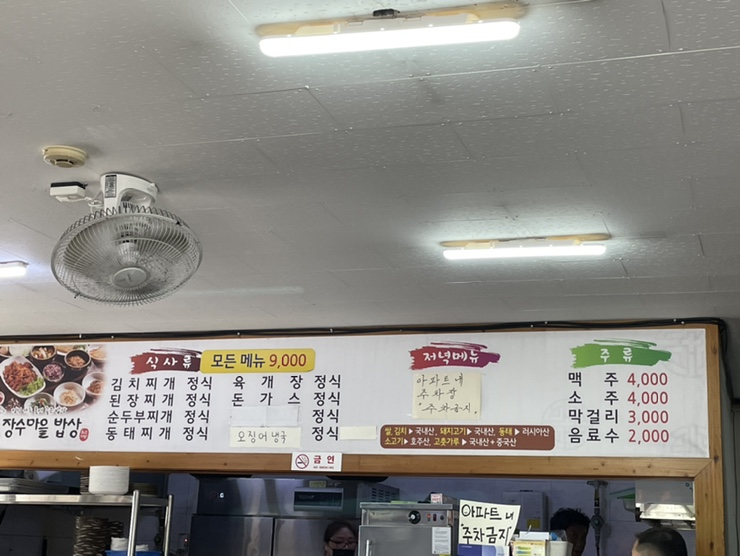 장수마을 밥상
식사류 모든 메뉴 9,000
김치찌개 정식
된장찌개 정식
순두부찌개 정식
동태찌개 정식
육개장 정식
돈가스 정식
정식
오징어냉국 정식
저녁메뉴
아파트내
주차장
"주차금지"
쌀, 김치▶국내산, 돼지고기▶국내산, 동태▶러시아산
소고기▶호주산, 고춧가루▶국내산+중국산
주류
맥주 4,000
소주 4,000
막걸리 3,000
음료수 2,000
금연
아파트내
"주차금지"